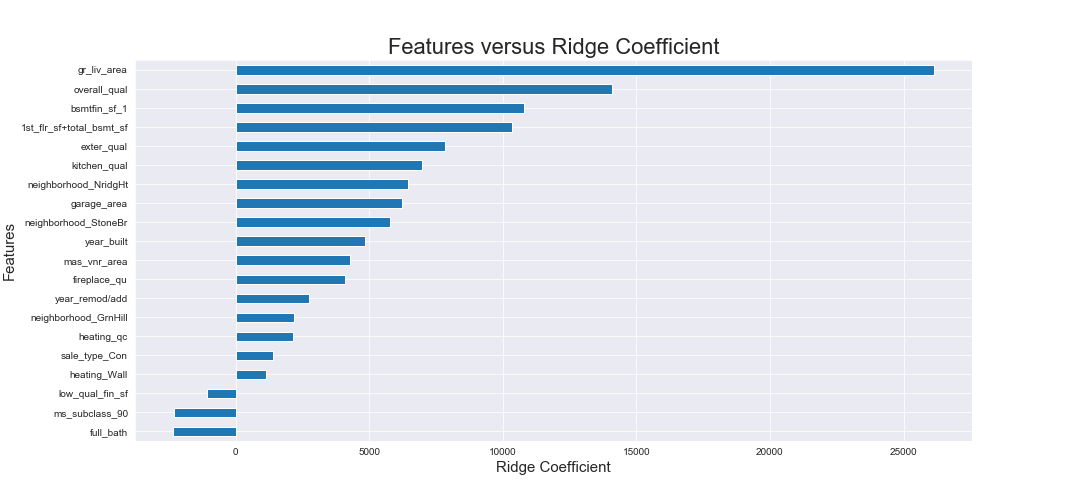 Features versus Ridge Coefficient
gr_liv_area
overall_qual
bsmtfin_sf_1
1st_flr_sf+total_bsmt_sf
exter_qual
kitchen_qual
neighborhood_NridgHt
garage_area
neighborhood_StoneBr
year_built
mas_vnr_area
fireplace_qu
year_remod/add
neighborhood_GrnHill
heating_qc
sale_type_Con
heating_Wall
low_qual_fin_sf
ms_subclass_90
full_bath
Features
0 5000 10000 15000 20000 25000
Ridge Coefficient